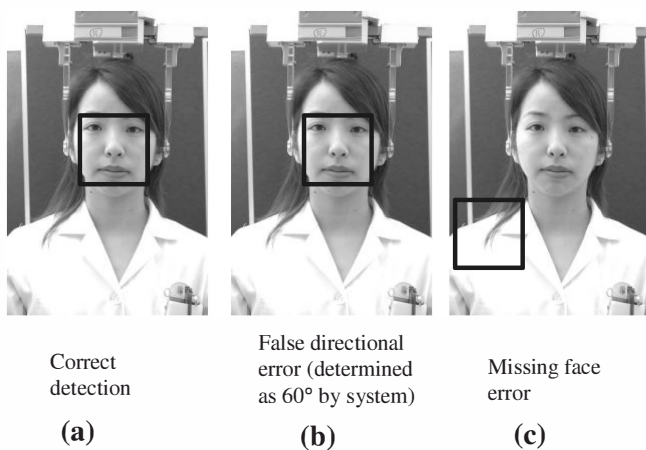 Correct
detection
(a)
False directional
error (determined
as 60° by system)
(b)
Missing face
error
(c)